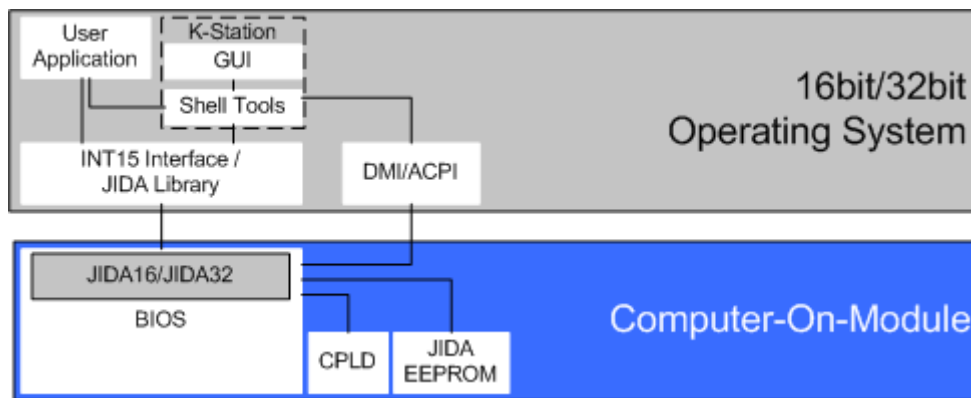 User
Application
K-Station
GUI
Shell Tools
16bit/32bit
Operating System
INT15 Interface /
JIDA Library
DMI/ACPI
JIDA16/JIDA32
BIOS
Computer-On-Module
CPLD
JIDA
EEPROM